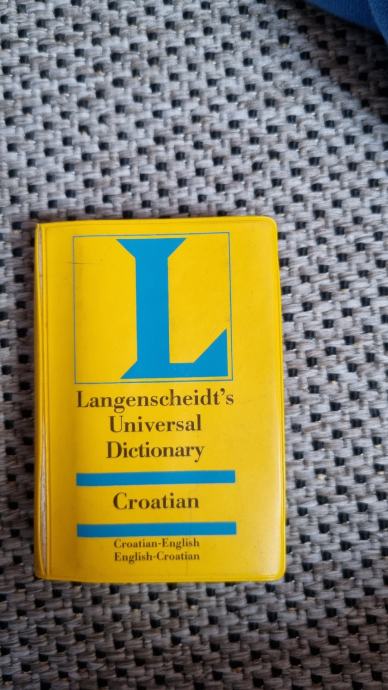 L
Langenscheidt's
Universal
Dictionary
Croatian
Croatian-English
English-Croatian